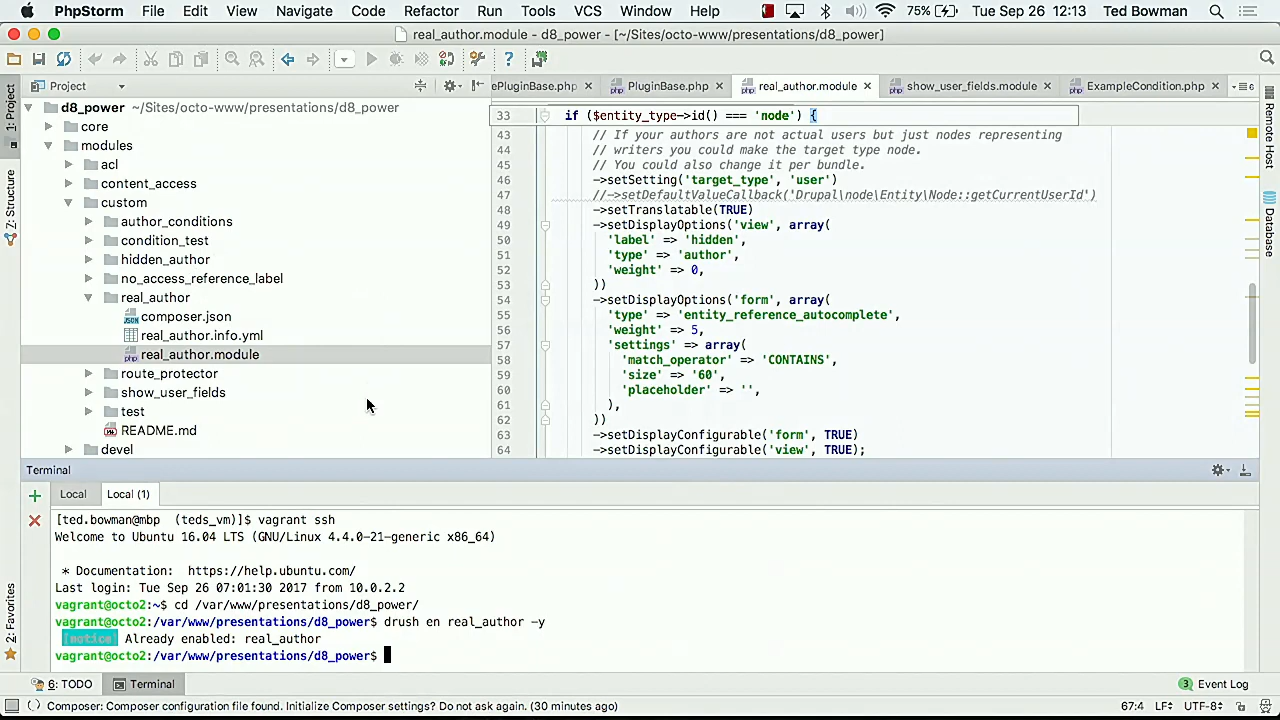 PhpStorm File Edit View Navigate Code Refactor Run Tools VCS Window Help 75% Tue Sep 26 12:13 Ted Bowman
real_author.module - d8_power - [~/Sites/octo-www/presentations/d8_power]
Project
ePluginBase.php PluginBase.php real_author.module show_user_fields.module ExampleCondition.php
1: Project
Z: Structure
2: Favorites
Remote Host
Database
d8_power ~/Sites/octo-www/presentations/d8_power
core
modules
acl
content_access
custom
author_conditions
condition_test
hidden_author
no_access_reference_label
real_author
composer.json
real_author.info.yml
real_author.module
route_protector
show_user_fields
test
README.md
devel
33 if ($entity_type->id() === 'node') {
43 // If your authors are not actual users but just nodes representing
44 // writers you could make the target type node.
45 // You could also change it per bundle.
46 ->setSetting('target_type', 'user')
47 //->setDefaultValueCallback('Drupal\node\Entity\Node::getCurrentUserId')
48 ->setTranslatable(TRUE)
49 ->setDisplayOptions('view', array(
50 'label' => 'hidden',
51 'type' => 'author',
52 'weight' => 0,
53 ))
54 ->setDisplayOptions('form', array(
55 'type' => 'entity_reference_autocomplete',
56 'weight' => 5,
57 'settings' => array(
58 'match_operator' => 'CONTAINS',
59 'size' => '60',
60 'placeholder' => '',
61 ),
62 ))
63 ->setDisplayConfigurable('form', TRUE)
64 ->setDisplayConfigurable('view', TRUE);
Terminal
Local Local (1)
[ted.bowman@mbp (teds_vm)]$ vagrant ssh
Welcome to Ubuntu 16.04 LTS (GNU/Linux 4.4.0-21-generic x86_64)
* Documentation: https://help.ubuntu.com/
Last login: Tue Sep 26 07:01:30 2017 from 10.0.2.2
vagrant@octo2:~$ cd /var/www/presentations/d8_power/
vagrant@octo2:/var/www/presentations/d8_power$ drush en real_author -y
[notice] Already enabled: real_author
vagrant@octo2:/var/www/presentations/d8_power$
6: TODO Terminal 3 Event Log
Composer: Composer configuration file found. Initialize Composer settings? Do not ask again. (30 minutes ago) 67:4 LF÷ UTF-8÷